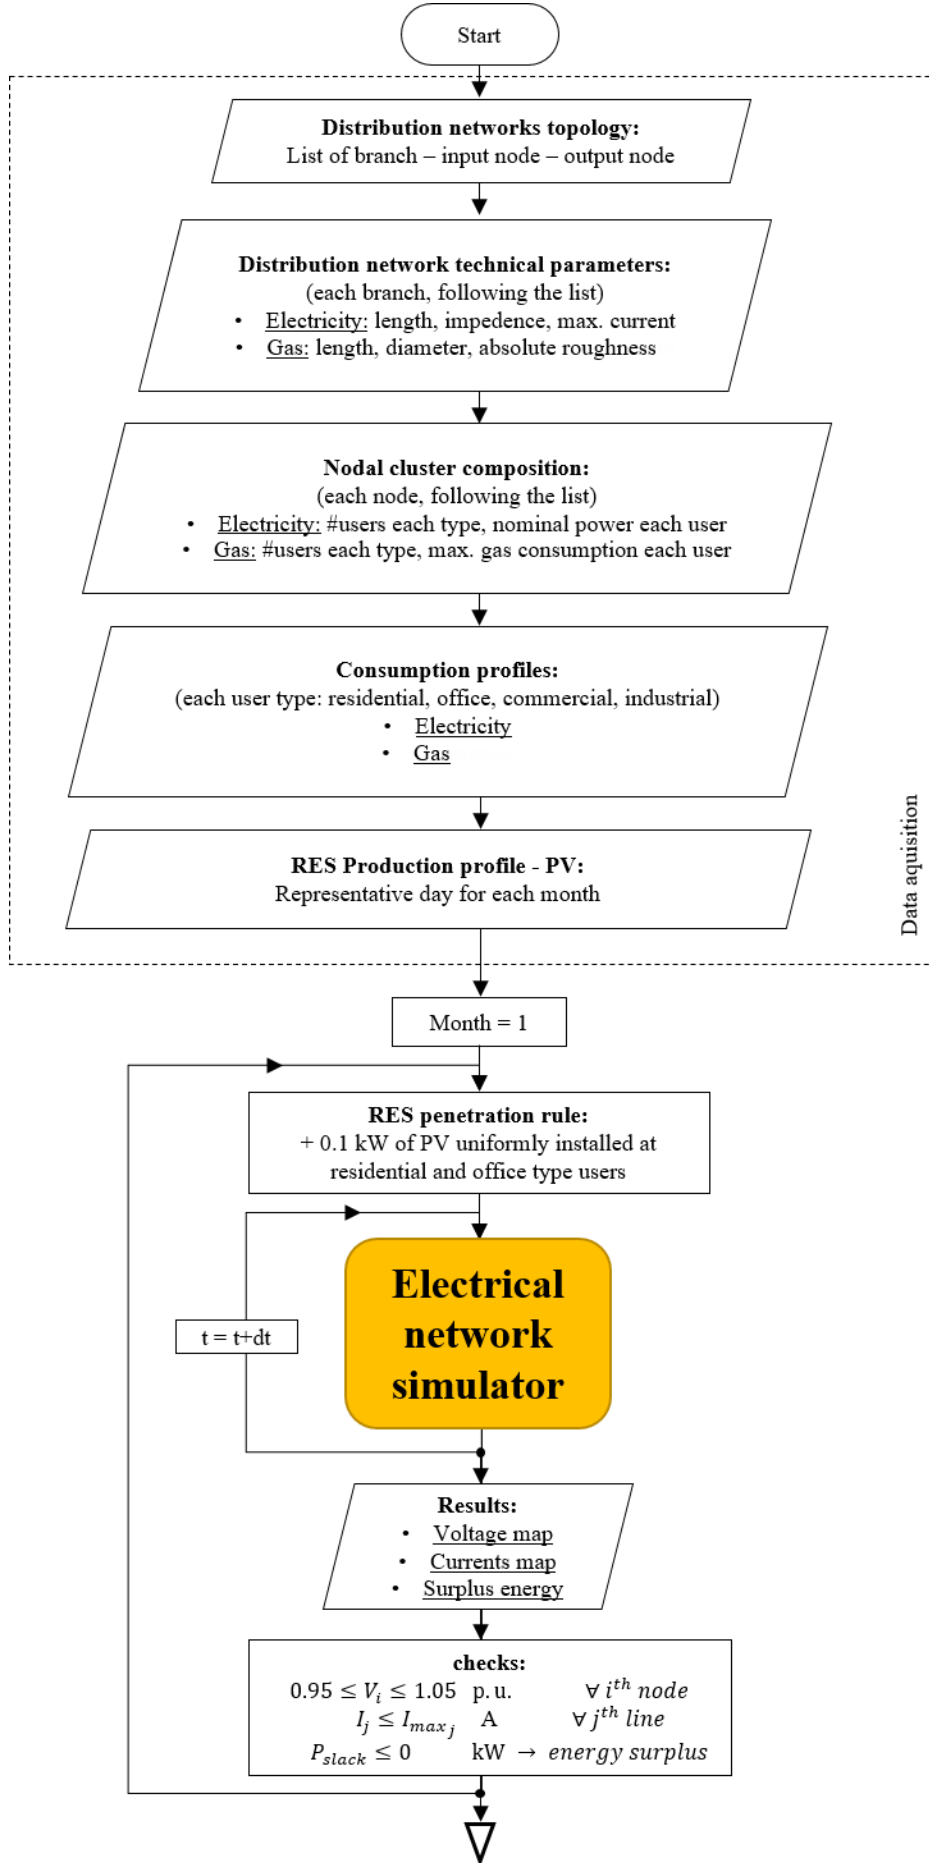 Start
Distribution networks topology:
List of branch – input node – output node
Distribution network technical parameters:
(each branch, following the list)
• Electricity: length, impedence, max. current
• Gas: length, diameter, absolute roughness
Nodal cluster composition:
(each node, following the list)
• Electricity: #users each type, nominal power each user
• Gas: #users each type, max. gas consumption each user
Consumption profiles:
(each user type: residential, office, commercial, industrial)
• Electricity
• Gas
RES Production profile - PV:
Representative day for each month
Data aquisition
Month = 1
RES penetration rule:
+ 0.1 kW of PV uniformly installed at
residential and office type users
Electrical
network
simulator
t = t+dt
Results:
• Voltage map
• Currents map
• Surplus energy
checks:
0.95 ≤ V_i ≤ 1.05 p.u. ∀ i^th node
I_j ≤ I_max_j A ∀ j^th line
P_slack ≤ 0 kW → energy surplus